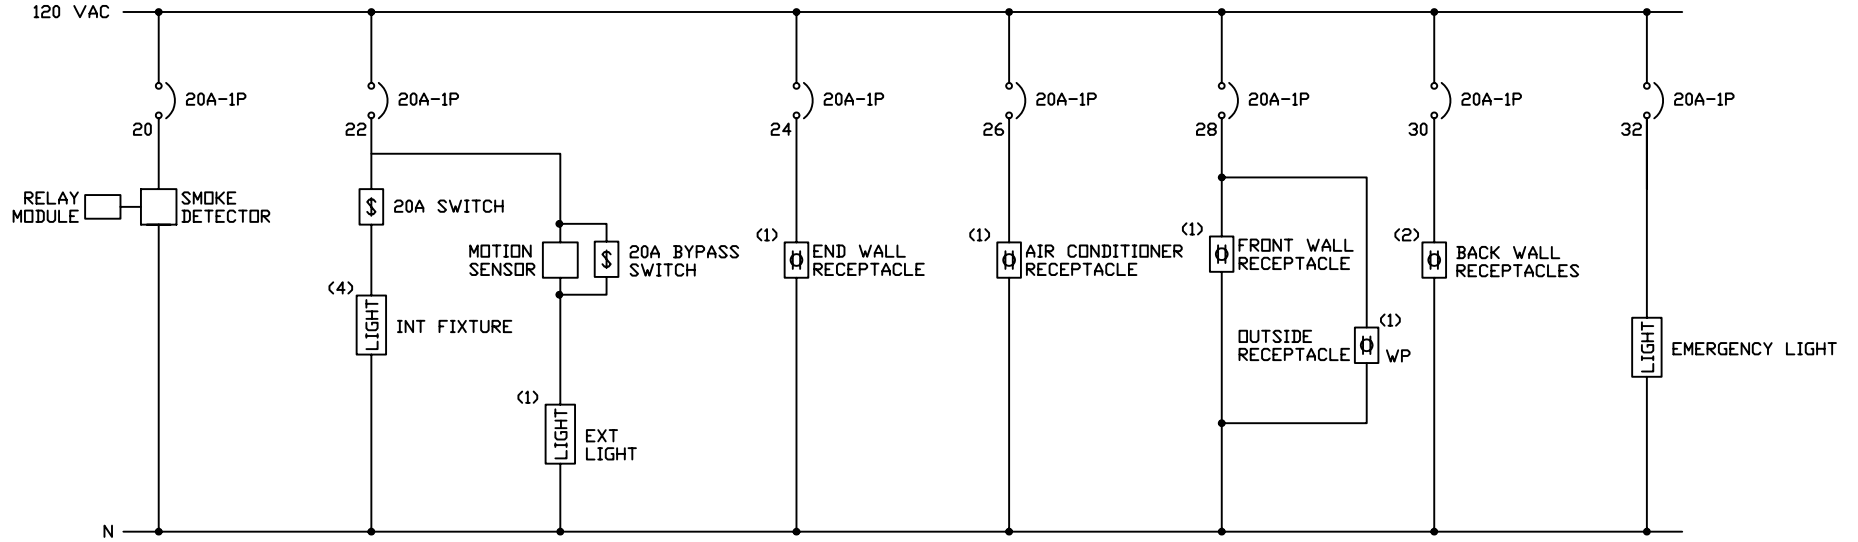 120 VAC
20A-1P
20A-1P
20A-1P
20A-1P
20A-1P
20A-1P
20A-1P
20
22
24
26
28
30
32
RELAY
MODULE
SMOKE
DETECTOR
$
20A SWITCH
MOTION
SENSOR
$
20A BYPASS
SWITCH
(4)
LIGHT
INT FIXTURE
(1)
LIGHT
EXT
LIGHT
(1)
END WALL
RECEPTACLE
(1)
AIR CONDITIONER
RECEPTACLE
(1)
FRONT WALL
RECEPTACLE
OUTSIDE
RECEPTACLE
(1)
WP
(2)
BACK WALL
RECEPTACLES
LIGHT
EMERGENCY LIGHT
N